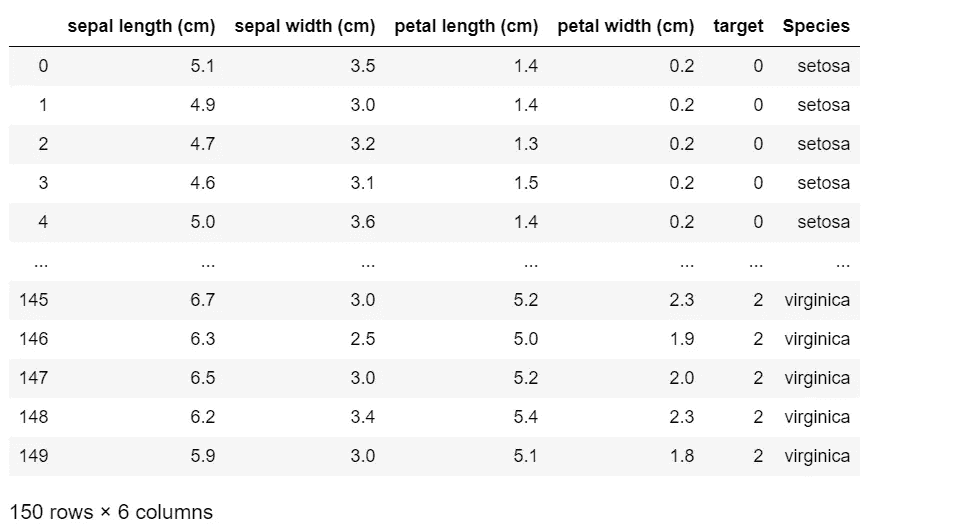 sepal length (cm) sepal width (cm) petal length (cm) petal width (cm) target Species
0 5.1 3.5 1.4 0.2 0 setosa
1 4.9 3.0 1.4 0.2 0 setosa
2 4.7 3.2 1.3 0.2 0 setosa
3 4.6 3.1 1.5 0.2 0 setosa
4 5.0 3.6 1.4 0.2 0 setosa
... ... ... ... ... ... ...
145 6.7 3.0 5.2 2.3 2 virginica
146 6.3 2.5 5.0 1.9 2 virginica
147 6.5 3.0 5.2 2.0 2 virginica
148 6.2 3.4 5.4 2.3 2 virginica
149 5.9 3.0 5.1 1.8 2 virginica
150 rows × 6 columns